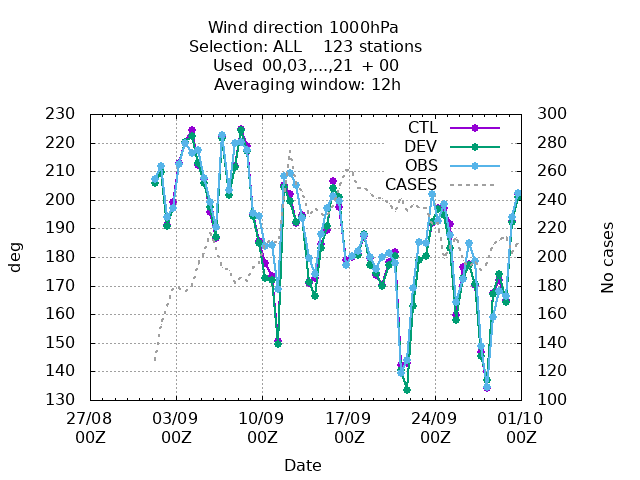 Wind direction 1000hPa
Selection: ALL 123 stations
Used 00,03,...,21 + 00
Averaging window: 12h
230 300
220 CTL 280
DEV
210 OBS 260
200 CASES 240
190 220
180 200
170 180
160 160
150 140
140 120
130 100
deg
No cases
27/08 03/09 10/09 17/09 24/09 01/10
00Z 00Z 00Z 00Z 00Z 00Z
Date